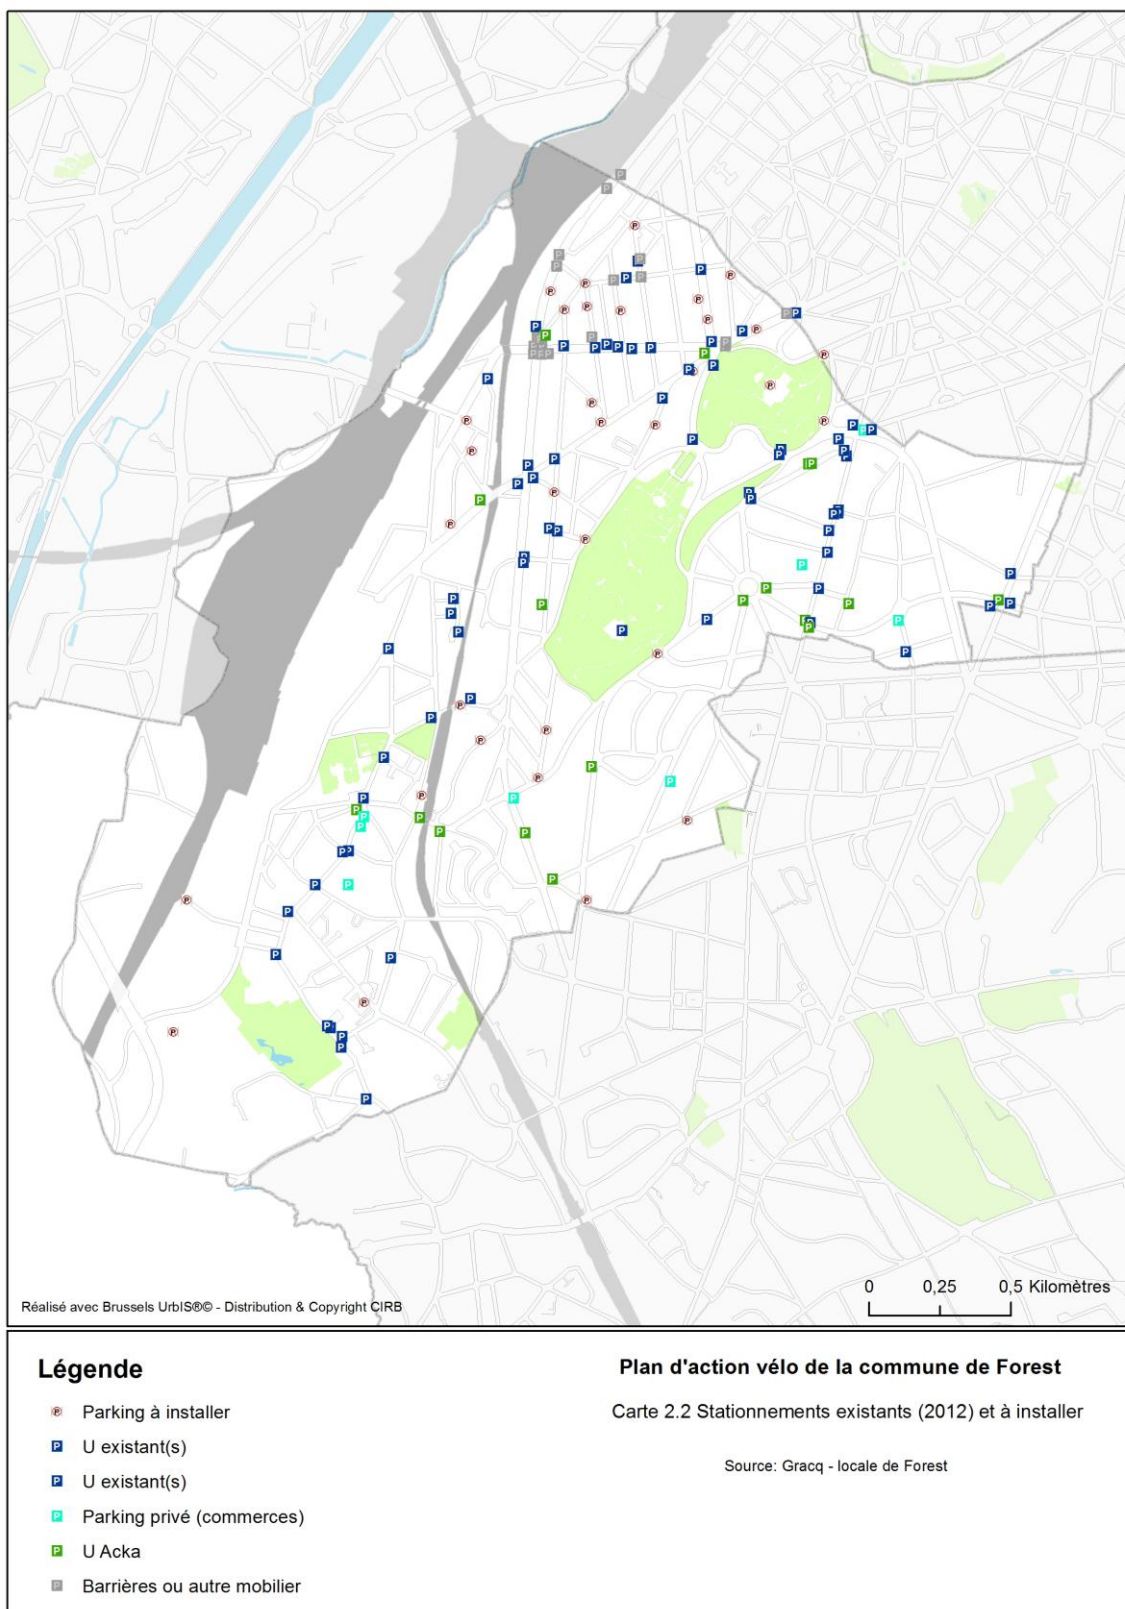 Réalisé avec Brussels UrbIS®© - Distribution & Copyright CIRB
0 0,25 0,5 Kilomètres
Légende
Parking à installer
U existant(s)
U existant(s)
Parking privé (commerces)
U Acka
Barrières ou autre mobilier
Plan d'action vélo de la commune de Forest
Carte 2.2 Stationnements existants (2012) et à installer
Source: Gracq - locale de Forest